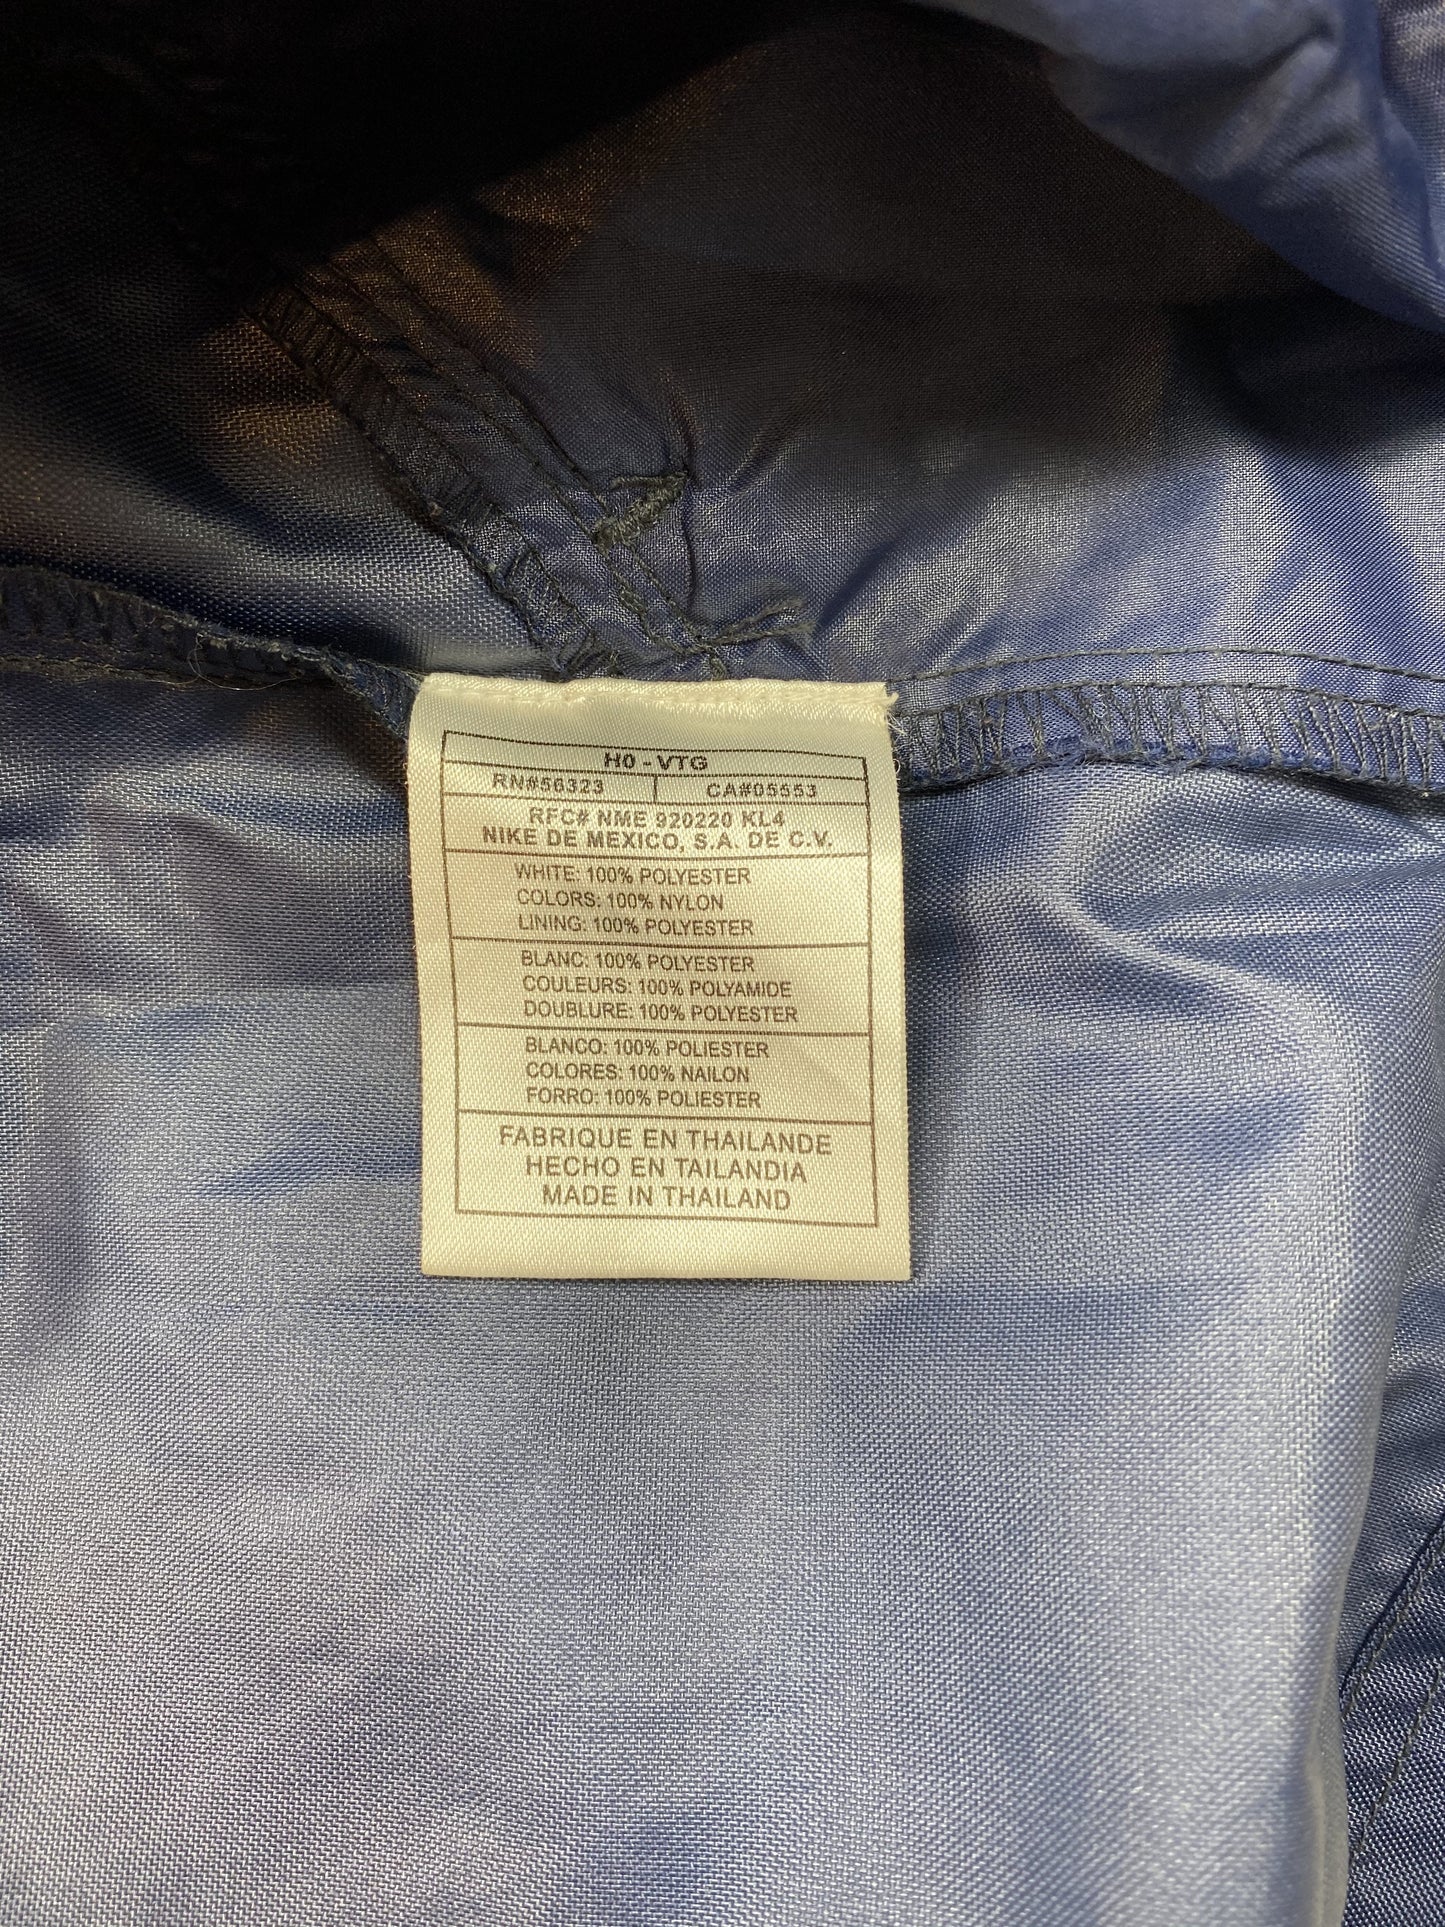 H0 - VTG
RN#56323 CA#05553
RFC# NME 920220 KL4
NIKE DE MEXICO, S.A. DE C.V.
WHITE: 100% POLYESTER
COLORS: 100% NYLON
LINING: 100% POLYESTER
BLANC: 100% POLYESTER
COULEURS: 100% POLYAMIDE
DOUBLURE: 100% POLYESTER
BLANCO: 100% POLIESTER
COLORES: 100% NAILON
FORRO: 100% POLIESTER
FABRIQUE EN THAILANDE
HECHO EN TAILANDIA
MADE IN THAILAND